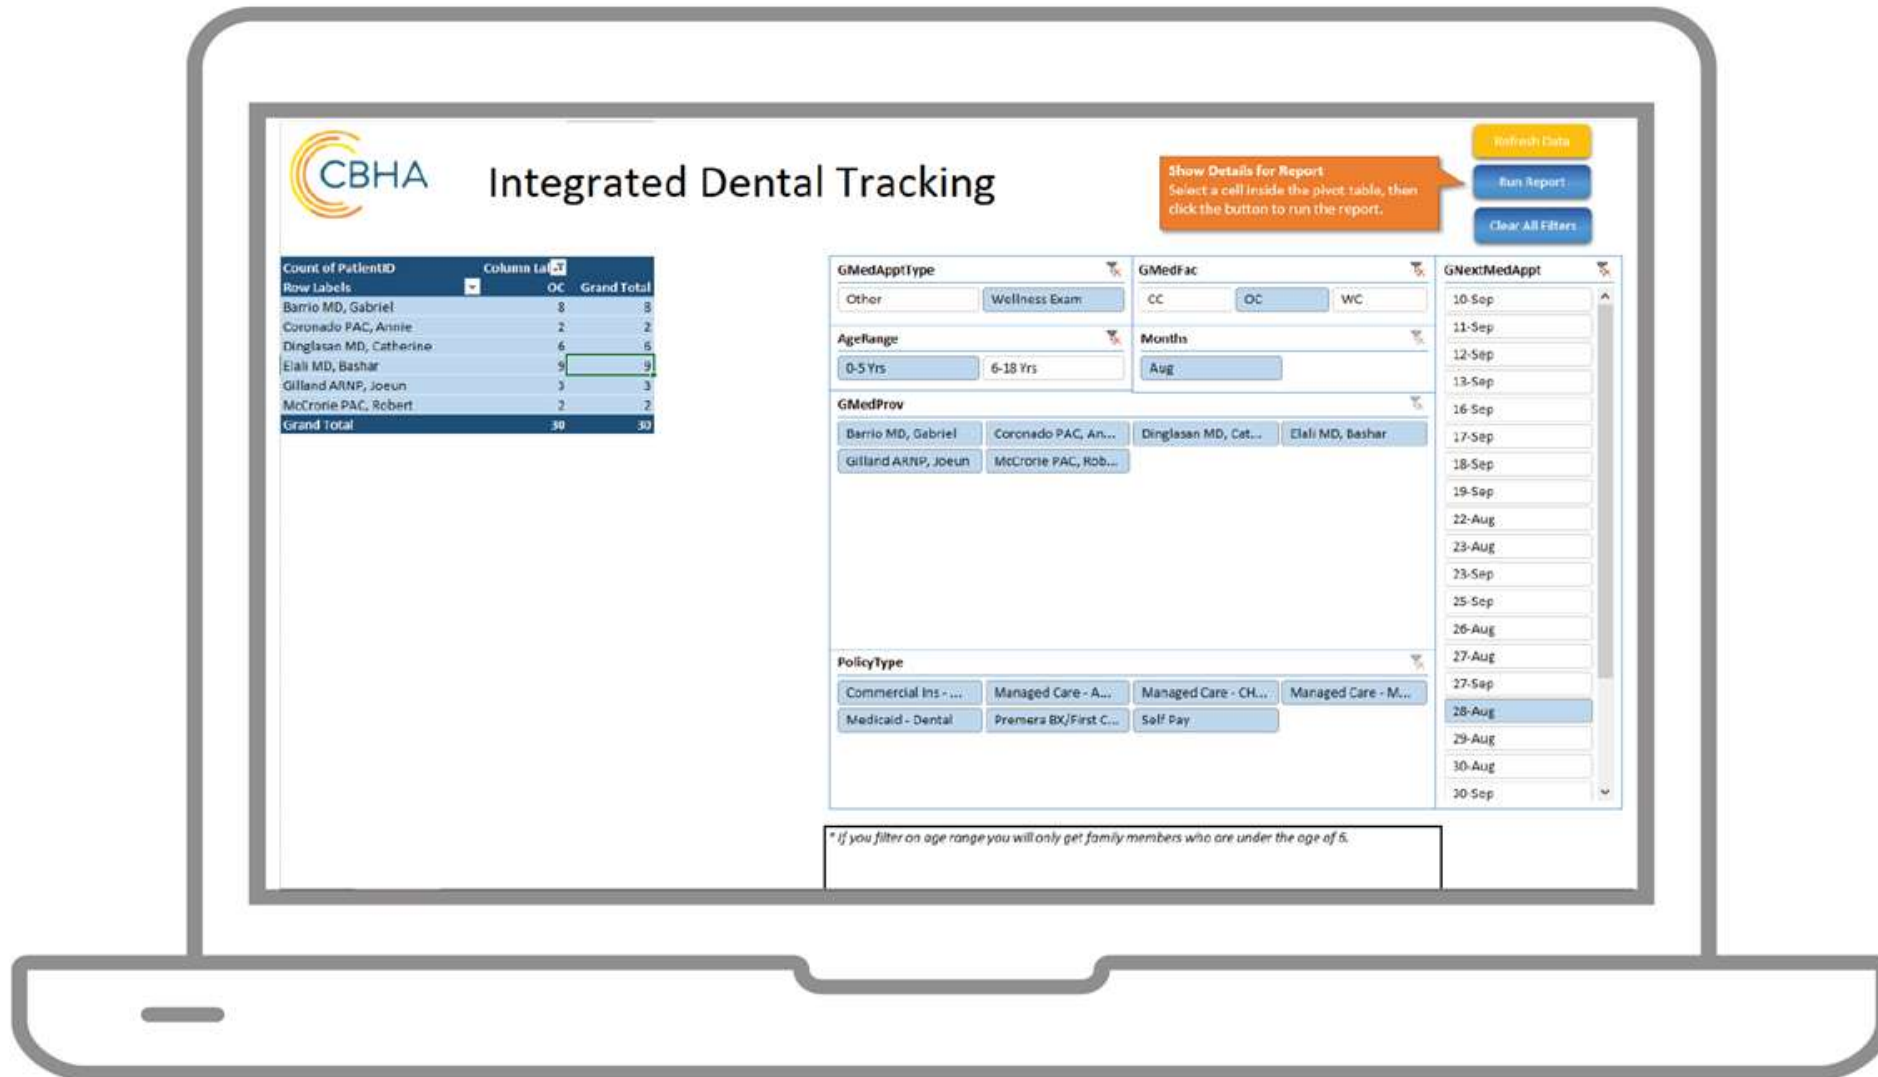 CBHA
Integrated Dental Tracking
Show Details for Report
Select a cell inside the pivot table, then
click the button to run the report.
Refresh Data
Run Report
Clear All Filters
Count of PatientID Column Lab
Row Labels OC Grand Total
Barrio MD, Gabriel 8 8
Coronado PAC, Annie 2 2
Dinglasan MD, Catherine 6 6
Elali MD, Bashar 9 9
Gilland ARNP, Joeun 3 3
McCrorie PAC, Robert 2 2
Grand Total 30 30
GMedApptType
Other Wellness Exam
GMedFac
CC OC WC
AgeRange
0-5 Yrs 6-18 Yrs
Months
Aug
GMedProv
Barrio MD, Gabriel Coronado PAC, An... Dinglasan MD, Cat... Elali MD, Bashar
Gilland ARNP, Joeun McCrorie PAC, Rob...
PolicyType
Commercial Ins - ... Managed Care - A... Managed Care - CH... Managed Care - M...
Medicaid - Dental Premera BX/First C... Self Pay
GNextMedAppt
10-Sep
11-Sep
12-Sep
13-Sep
16-Sep
17-Sep
18-Sep
19-Sep
22-Aug
23-Aug
23-Sep
25-Sep
26-Aug
27-Aug
27-Sep
28-Aug
29-Aug
30-Aug
30-Sep
* If you filter on age range you will only get family members who are under the age of 6.